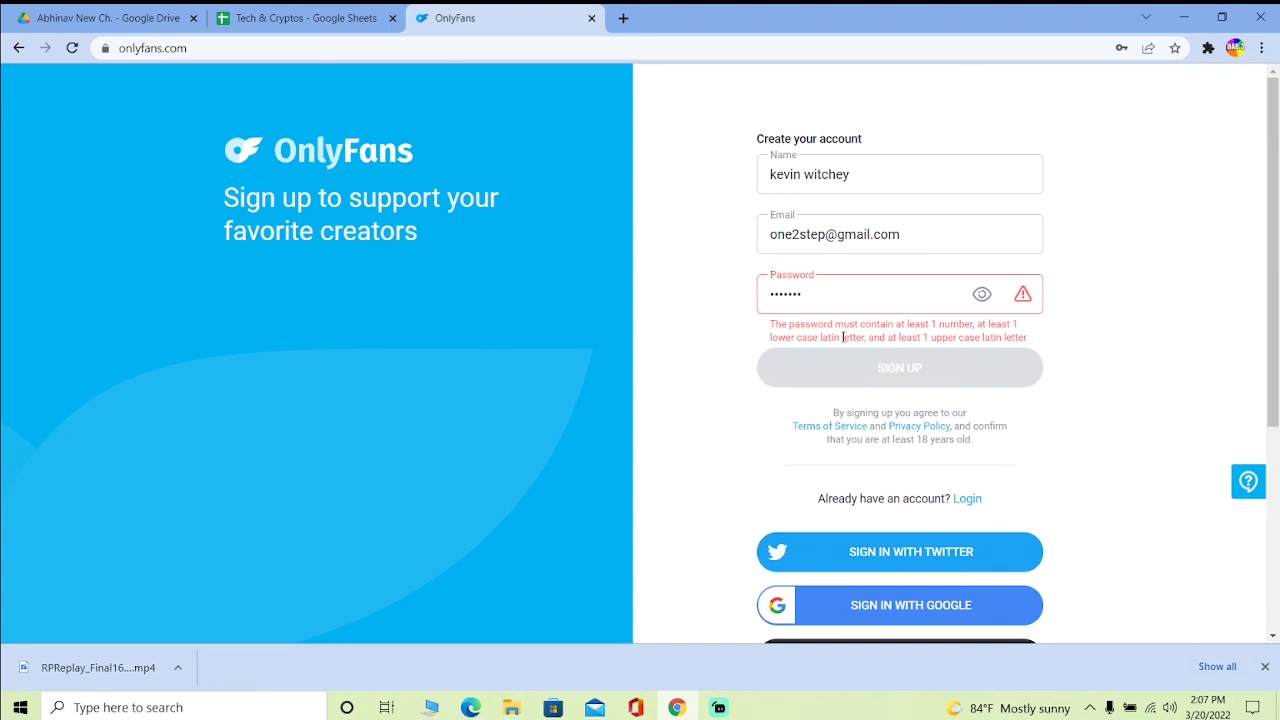 Abhinav New Ch. - Google Drive
Tech & Cryptos - Google Sheets
OnlyFans
onlyfans.com
OnlyFans
Sign up to support your
favorite creators
Create your account
Name
kevin witchey
Email
one2step@gmail.com
Password
•••••••
The password must contain at least 1 number, at least 1
lower case latin letter, and at least 1 upper case latin letter
SIGN UP
By signing up you agree to our
Terms of Service and Privacy Policy, and confirm
that you are at least 18 years old.
Already have an account? Login
SIGN IN WITH TWITTER
G SIGN IN WITH GOOGLE
RPReplay_Final16....mp4
Show all
Type here to search
84°F Mostly sunny
2:07 PM
3/20/2022